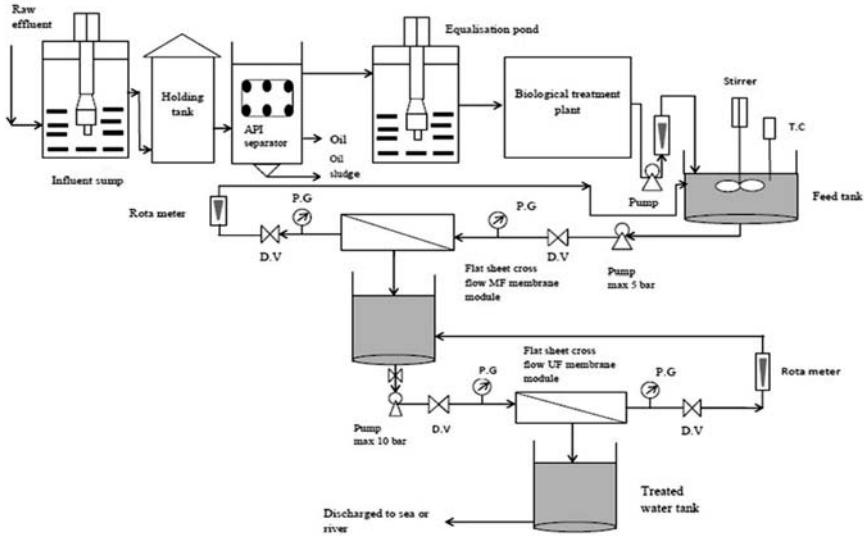 Raw
effluent
Equalisation pond
Stirrer
Holding
tank
Biological treatment
plant
T.C
API
separator
Oil
Oil
sludge
Influent sump
Pump
Feed tank
Rota meter
P.G
P.G
D.V
D.V
Pump
max 5 bar
Flat sheet cross
flow MF membrane
module
Flat sheet cross
flow UF membrane
module
P.G
P.G
Rota meter
Pump
max 10 bar
D.V
D.V
Treated
water tank
Discharged to sea or
river